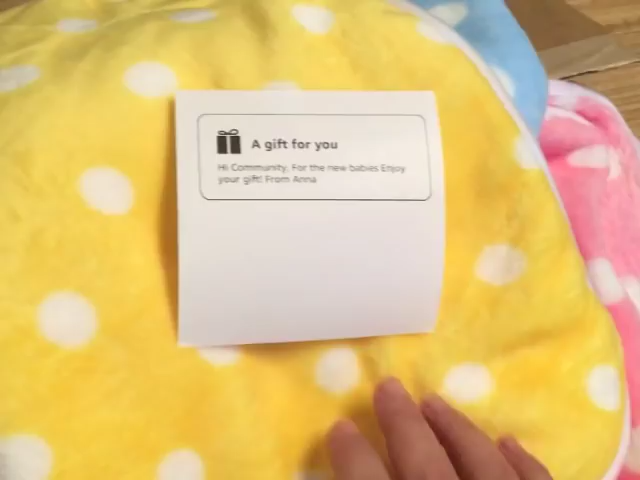 A gift for you
Hi Community, For the new babies Enjoy
your gift! From Anna